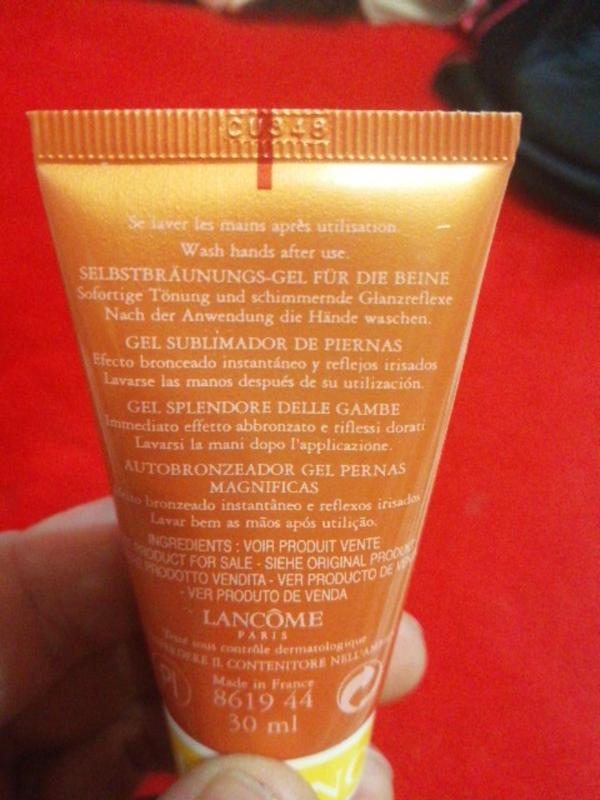 CU348
Se laver les mains après utilisation.
Wash hands after use.
SELBSTBRÄUNUNGS-GEL FÜR DIE BEINE
Sofortige Tönung und schimmernde Glanzreflexe
Nach der Anwendung die Hände waschen.
GEL SUBLIMADOR DE PIERNAS
Efecto bronceado instantáneo y reflejos irisados
Lavarse las manos después de su utilización.
GEL SPLENDORE DELLE GAMBE
Immediato effetto abbronzato e riflessi dorati
Lavarsi la mani dopo l'applicazione.
AUTOBRONZEADOR GEL PERNAS
MAGNIFICAS
bronzeado instantâneo e reflexos irisados
Lavar bem as mãos após utilição.
INGREDIENTS : VOIR PRODUIT VENTE
PRODUCT FOR SALE - SIEHE ORIGINAL PRODUKT
PRODOTTO VENDITA - VER PRODUCTO DE
- VER PRODUTO DE VENDA
LANCÔME
PARIS
Testé sous contrôle dermatologique
IL CONTENITORE NELL'
Made in France
8619 44
30 ml